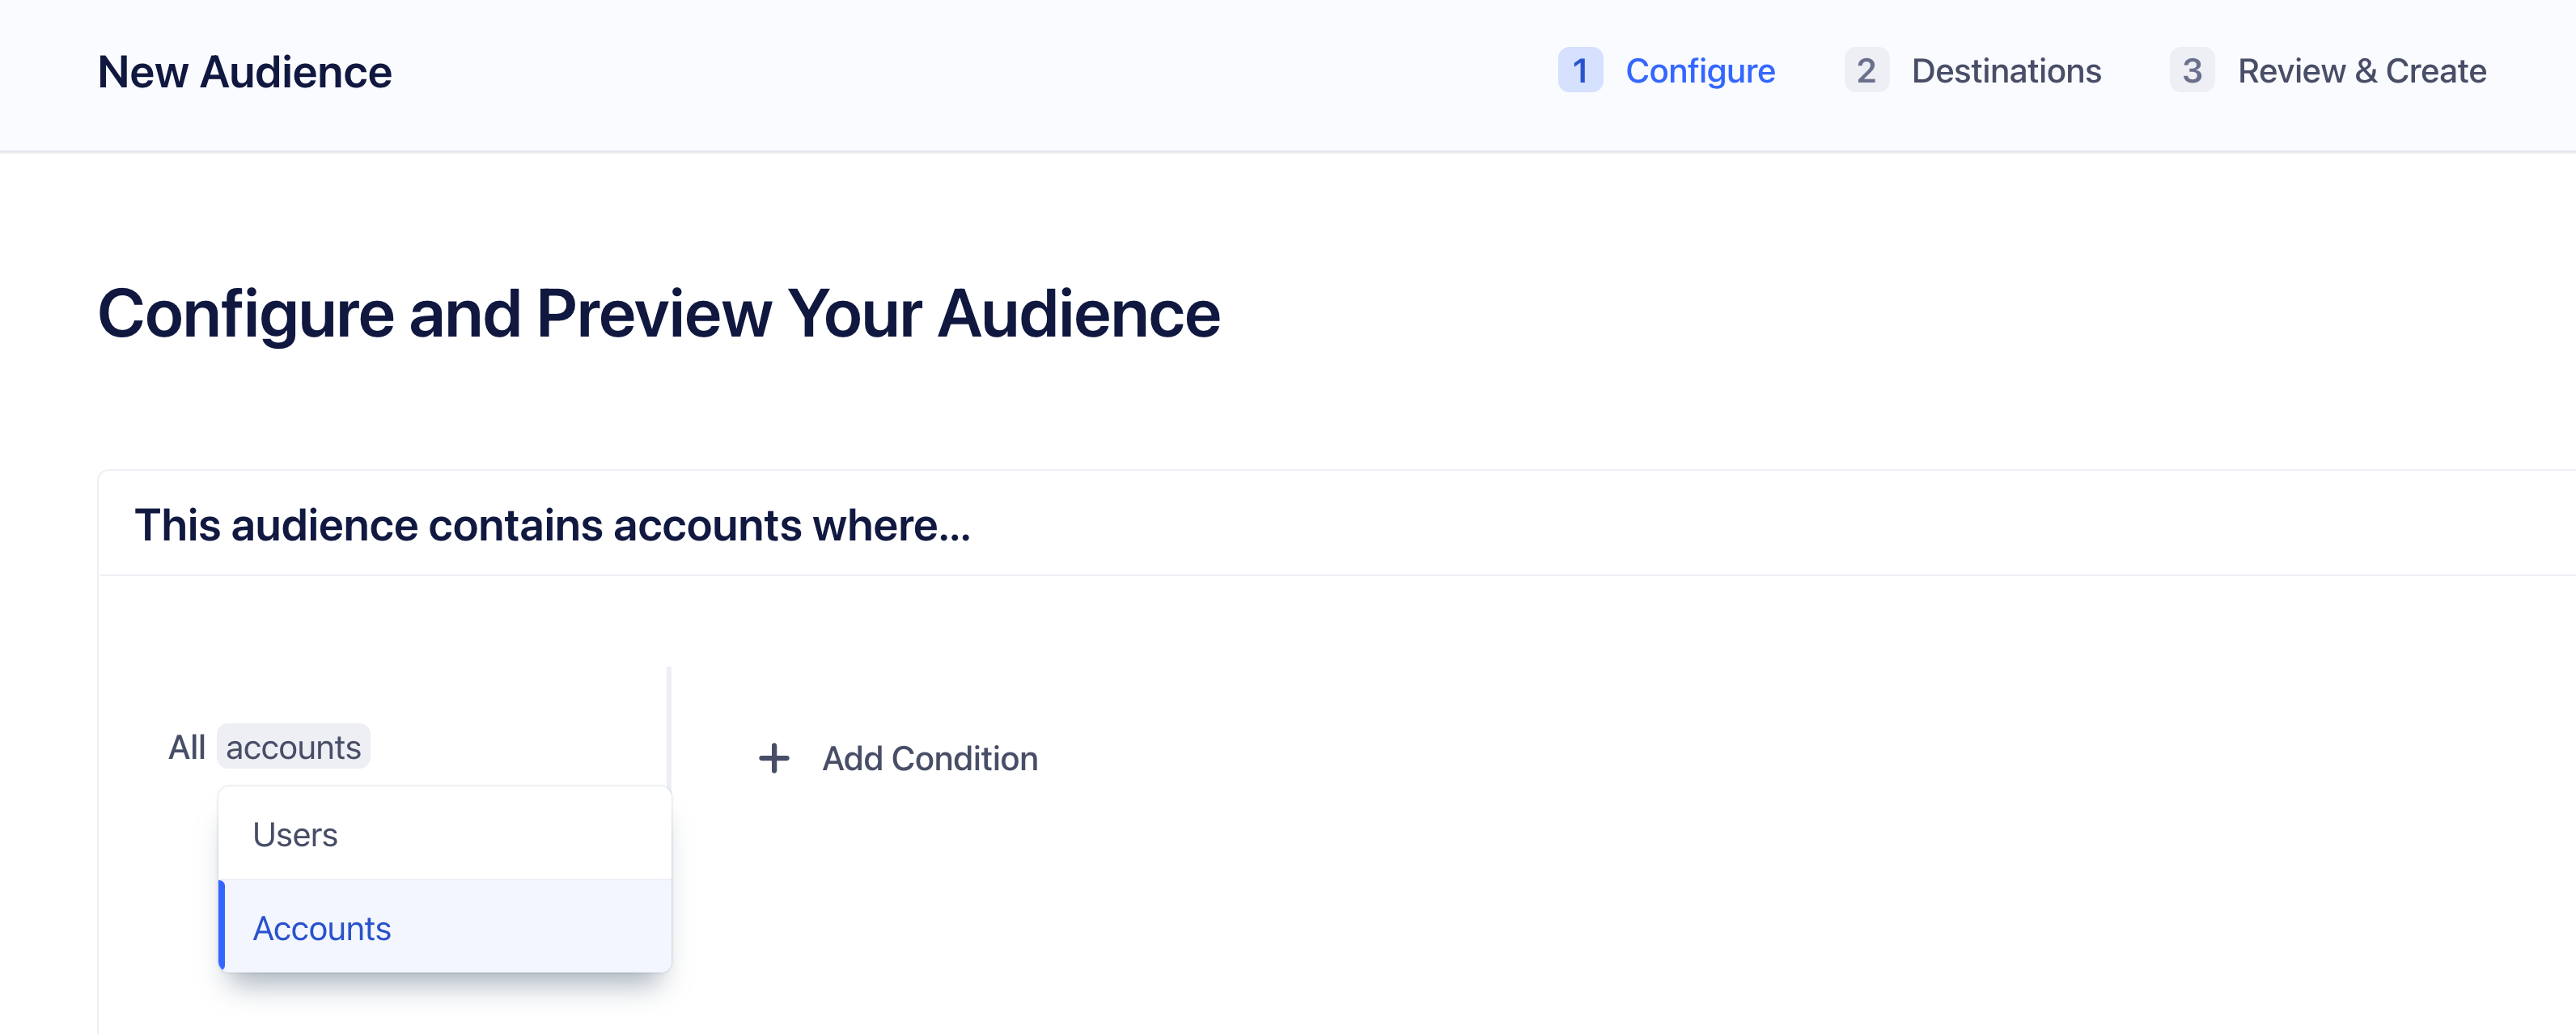 New Audience
1 Configure 2 Destinations 3 Review & Create
Configure and Preview Your Audience
This audience contains accounts where...
All accounts
+ Add Condition
Users
Accounts